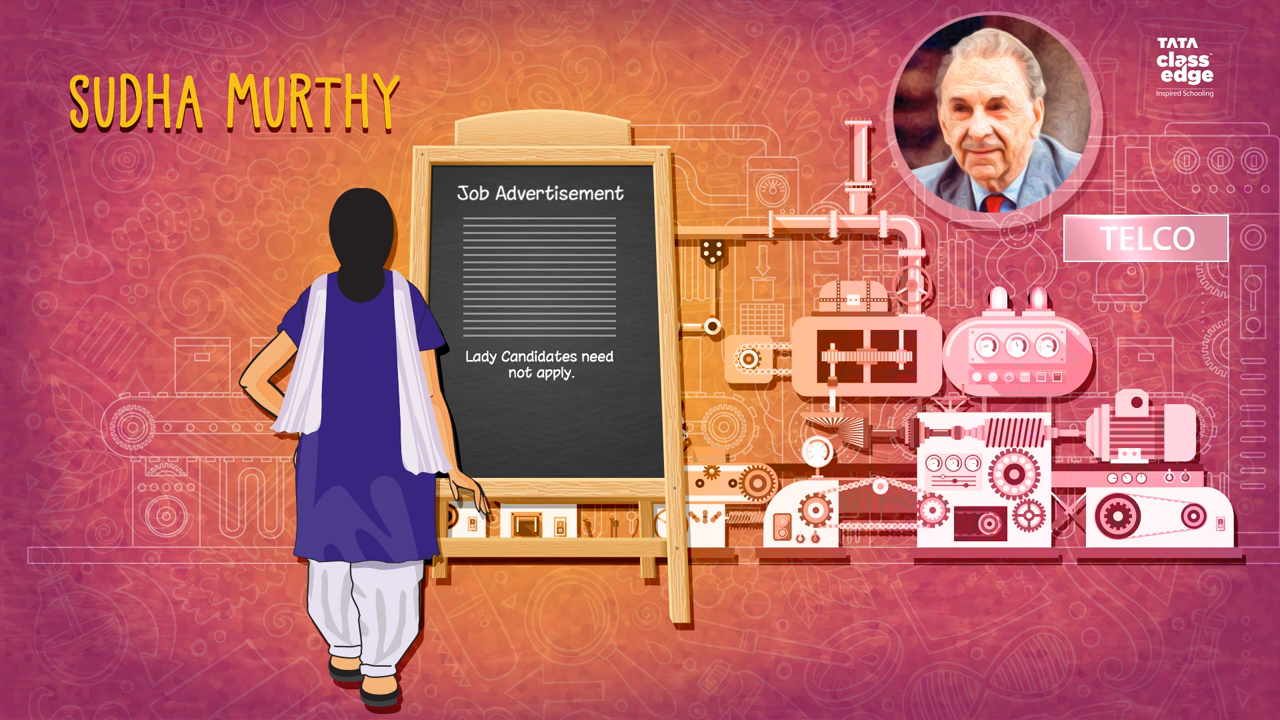 SUDHA MURTHY
Job Advertisement
Lady Candidates need
not apply.
TATA
class
edge
Inspired Schooling
TELCO